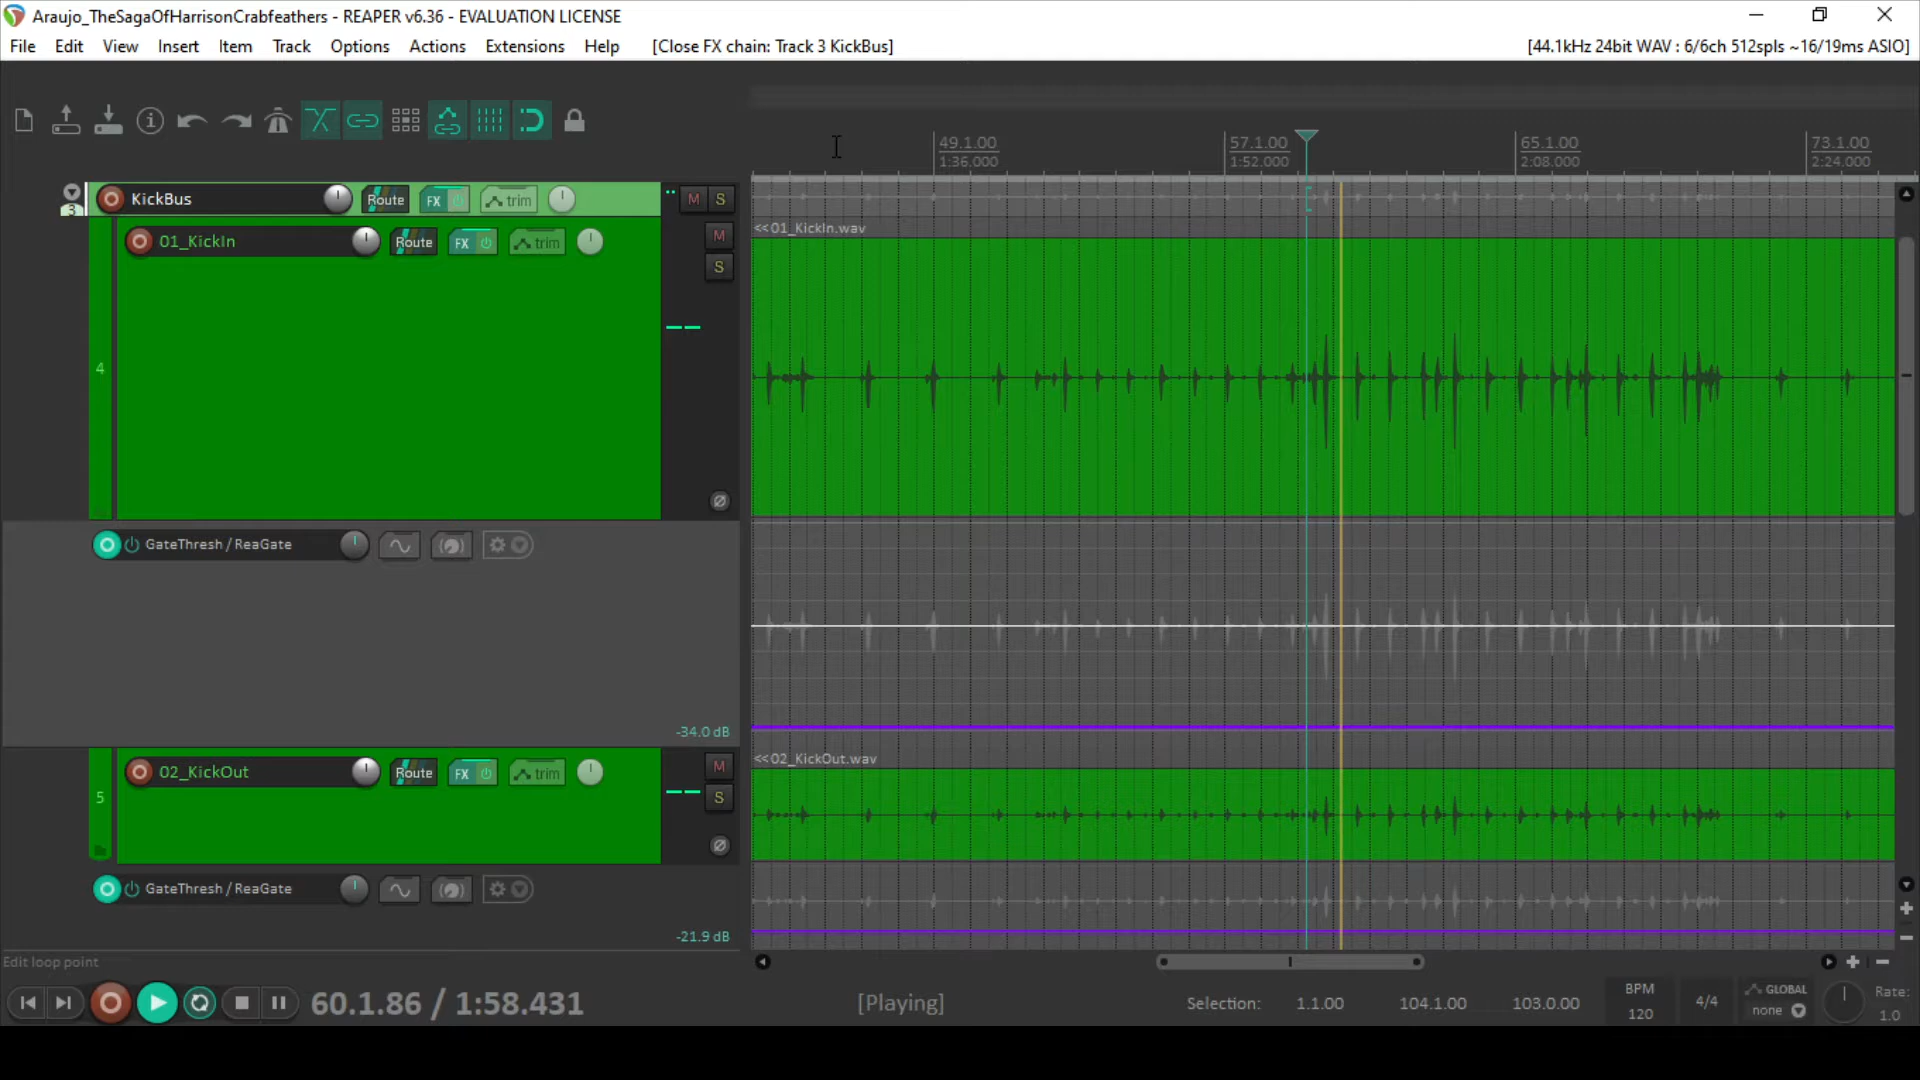 Araujo_TheSagaOfHarrisonCrabfeathers - REAPER v6.36 - EVALUATION LICENSE
File Edit View Insert Item Track Options Actions Extensions Help [Close FX chain: Track 3 KickBus] [44.1kHz 24bit WAV : 6/6ch 512spls ~16/19ms ASIO]
49.1.00 57.1.00 65.1.00 73.1.00
1:36.000 1:52.000 2:08.000 2:24.000
3 KickBus Route FX trim M S
<<01_KickIn.wav
01_KickIn Route FX trim M
S
4
GateThresh / ReaGate
-34.0 dB
<<02_KickOut.wav
02_KickOut Route FX trim M
5 S
GateThresh / ReaGate
-21.9 dB
Edit loop point
60.1.86 / 1:58.431 [Playing] Selection: 1.1.00 104.1.00 103.0.00 BPM 120 4/4 GLOBAL none Rate: 1.0